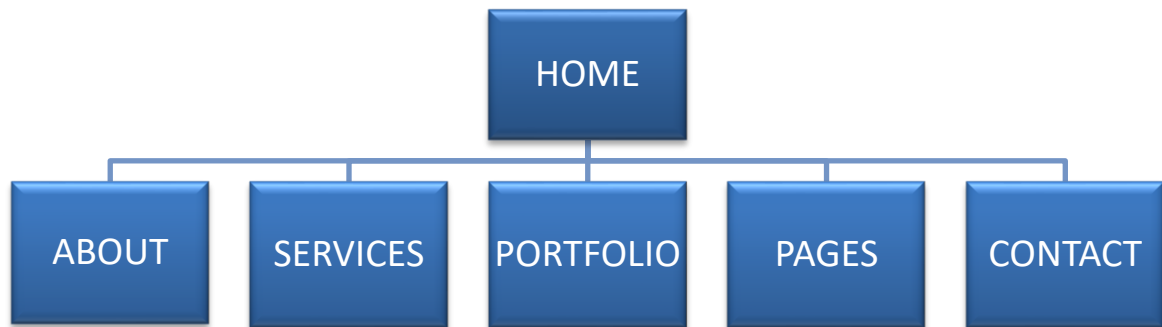 HOME
ABOUT
SERVICES
PORTFOLIO
PAGES
CONTACT